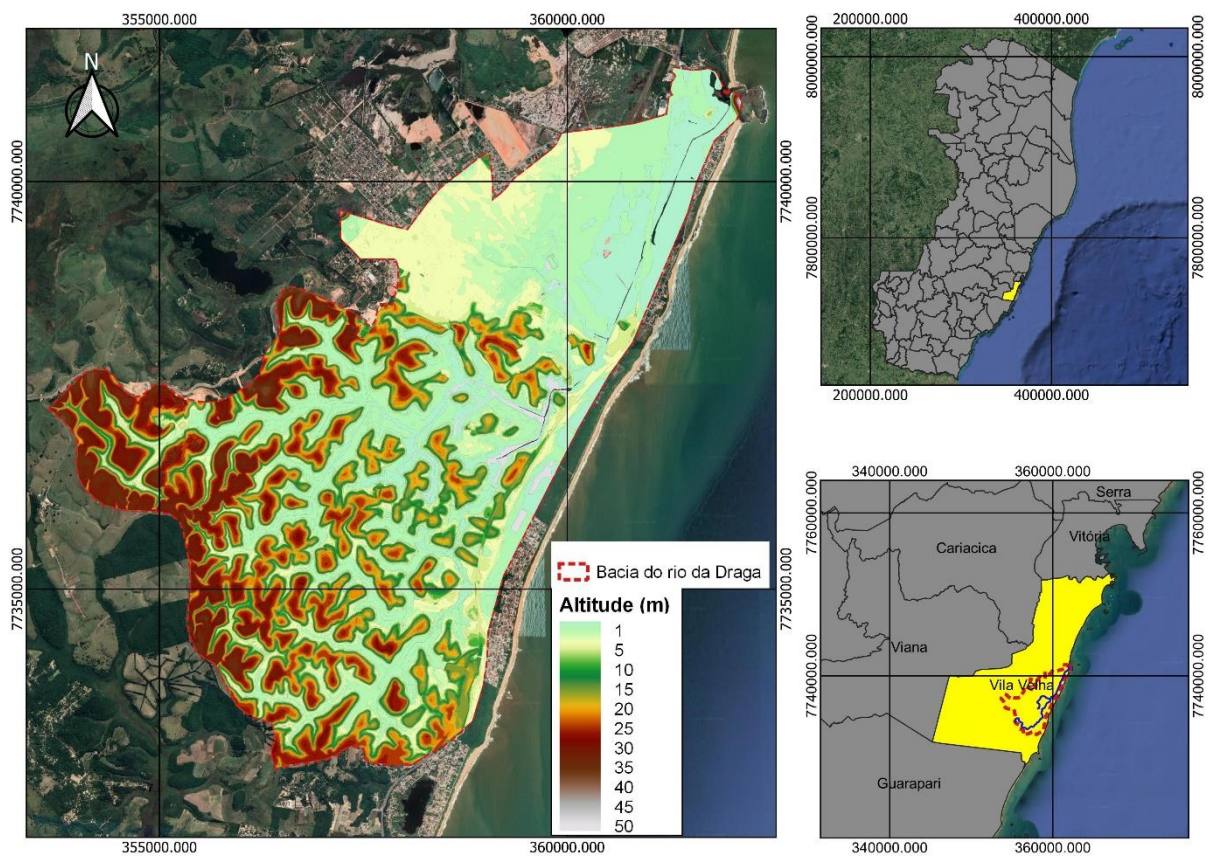 355000.000 360000.000
N
7740000.000 7740000.000
7735000.000 7735000.000
Bacia do rio da Draga
Altitude (m)
1
5
10
15
20
25
30
35
40
45
50
355000.000 360000.000
200000.000 400000.000
8000000.000 8000000.000
7800000.000 7800000.000
200000.000 400000.000
340000.000 360000.000
7760000.000 7760000.000
Serra
Vitória
Cariacica
Viana
Vila Velha
7740000.000 7740000.000
Guarapari
340000.000 360000.000